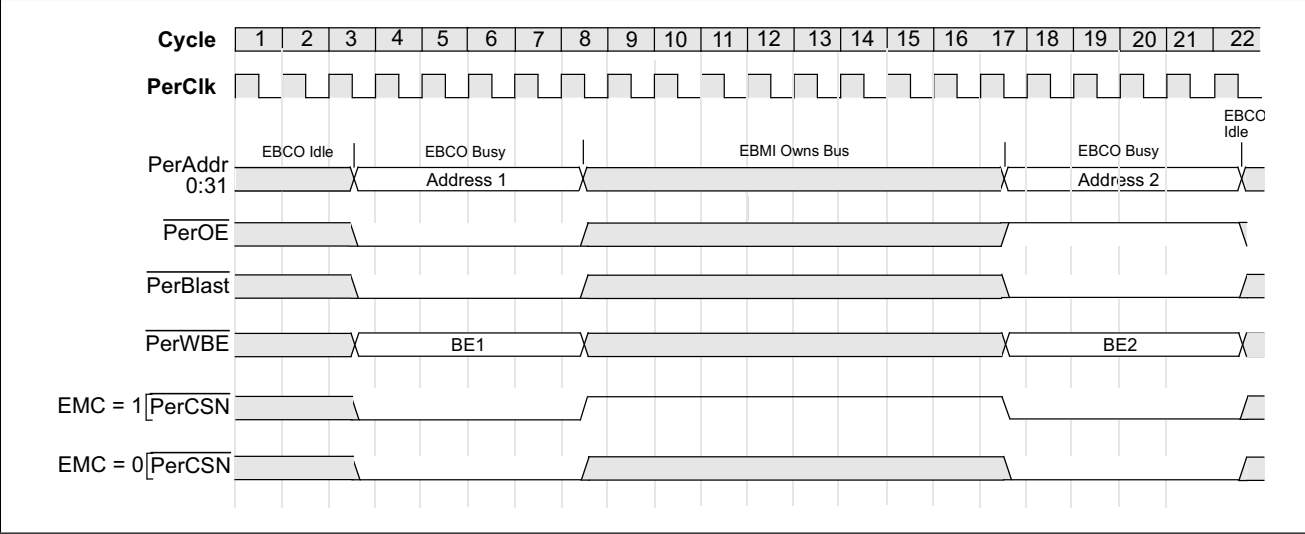 Cycle 1 2 3 4 5 6 7 8 9 10 11 12 13 14 15 16 17 18 19 20 21 22
PerClk
EBCO
Idle
EBCO Idle EBCO Busy EBMI Owns Bus EBCO Busy
PerAddr
0:31
Address 1 Address 2
PerOE
PerBlast
PerWBE BE1 BE2
EMC = 1 PerCSN
EMC = 0 PerCSN